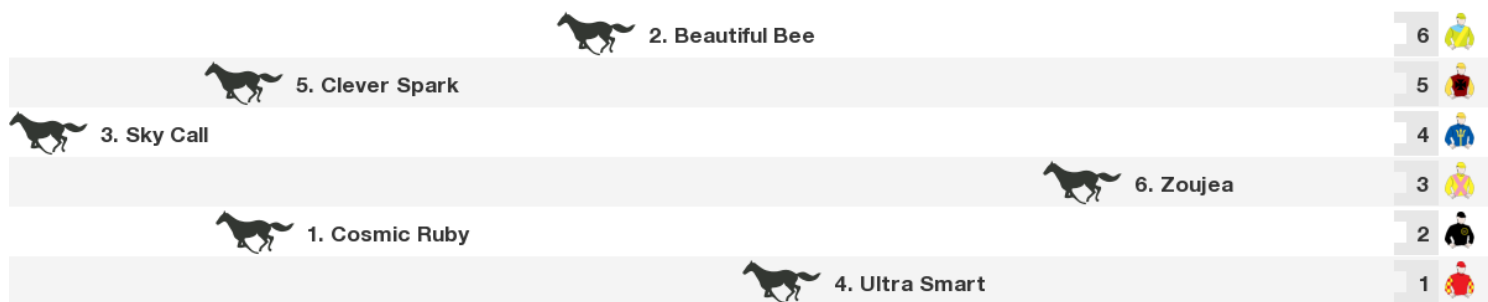 2. Beautiful Bee 6
5. Clever Spark 5
3. Sky Call 4
6. Zoujea 3
1. Cosmic Ruby 2
4. Ultra Smart 1